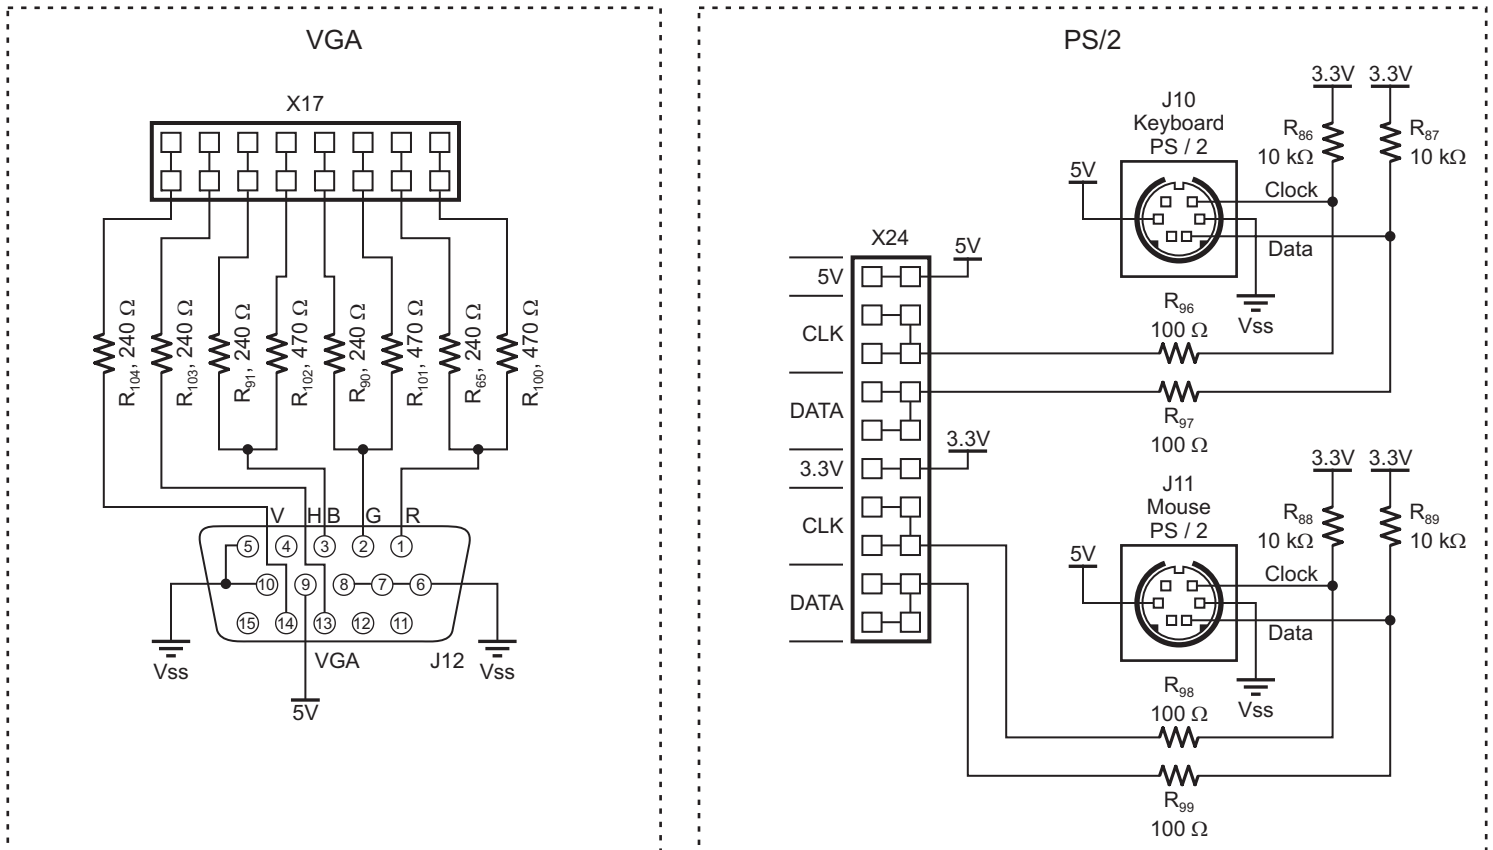 VGA
X17
R104, 240 Ω
R103, 240 Ω
R91, 240 Ω
R102, 470 Ω
R90, 240 Ω
R101, 470 Ω
R65, 240 Ω
R100, 470 Ω
V
H
B
G
R
5
4
3
2
1
10
9
8
7
6
15
14
13
12
11
Vss
VGA
J12
Vss
5V
PS/2
3.3V
3.3V
J10
Keyboard
PS / 2
R86
10 kΩ
R87
10 kΩ
5V
Clock
Data
Vss
X24
5V
5V
CLK
DATA
3.3V
3.3V
CLK
DATA
R96
100 Ω
R97
100 Ω
3.3V
3.3V
J11
Mouse
PS / 2
R88
10 kΩ
R89
10 kΩ
5V
Clock
Data
Vss
R98
100 Ω
R99
100 Ω